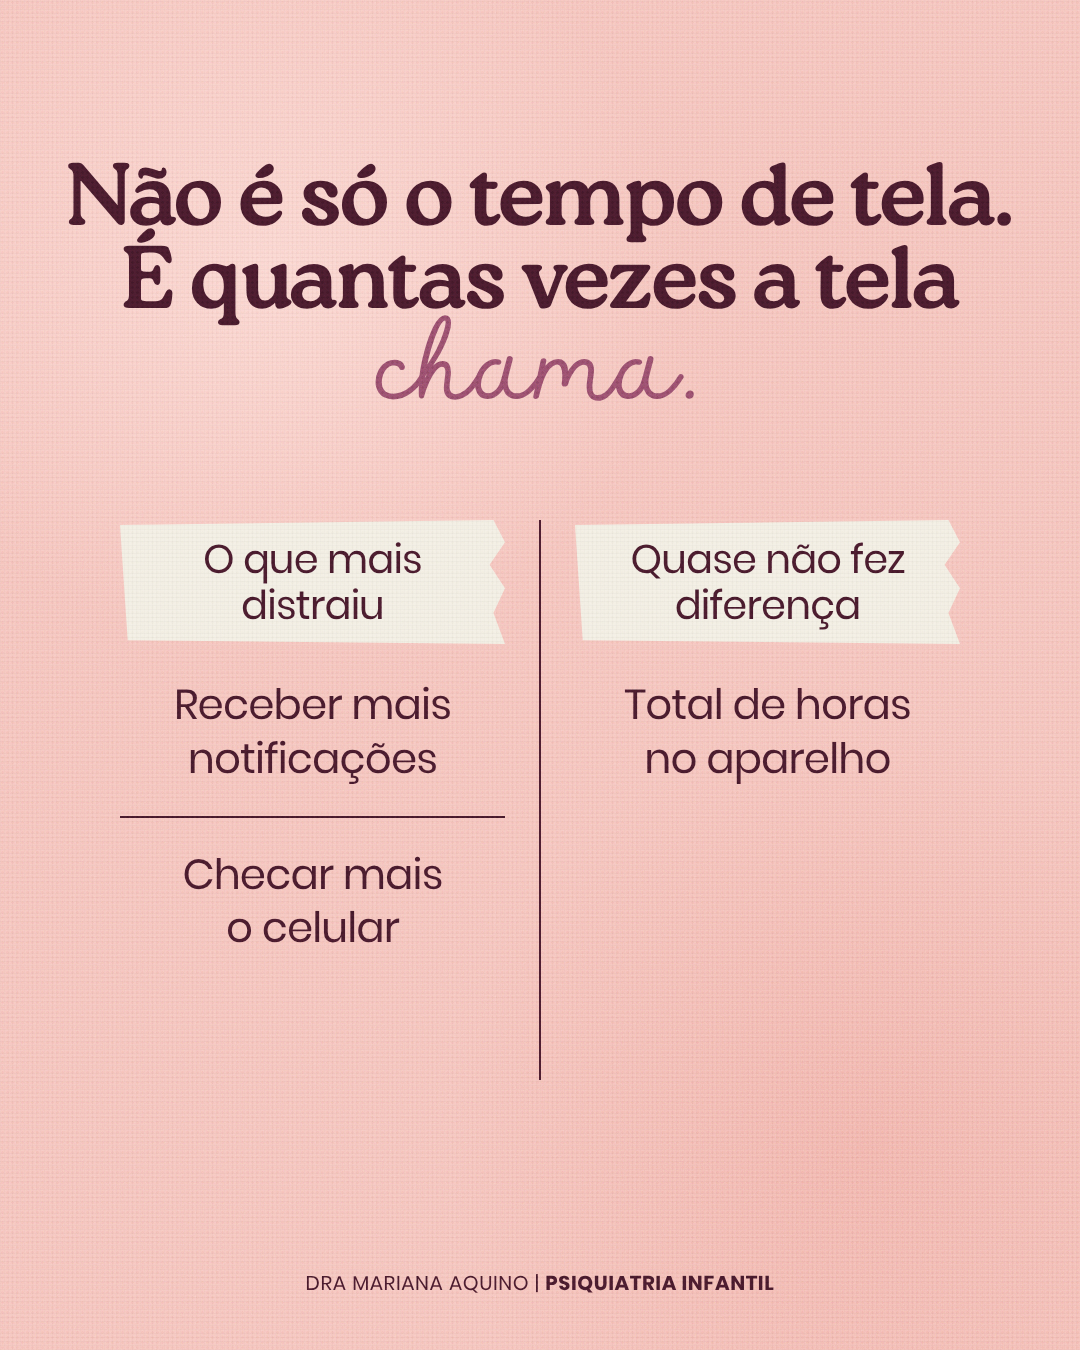 Não é só o tempo de tela.
É quantas vezes a tela
chama.
O que mais
distraiu
Receber mais
notificações
Checar mais
o celular
Quase não fez
diferença
Total de horas
no aparelho
DRA MARIANA AQUINO | PSIQUIATRIA INFANTIL